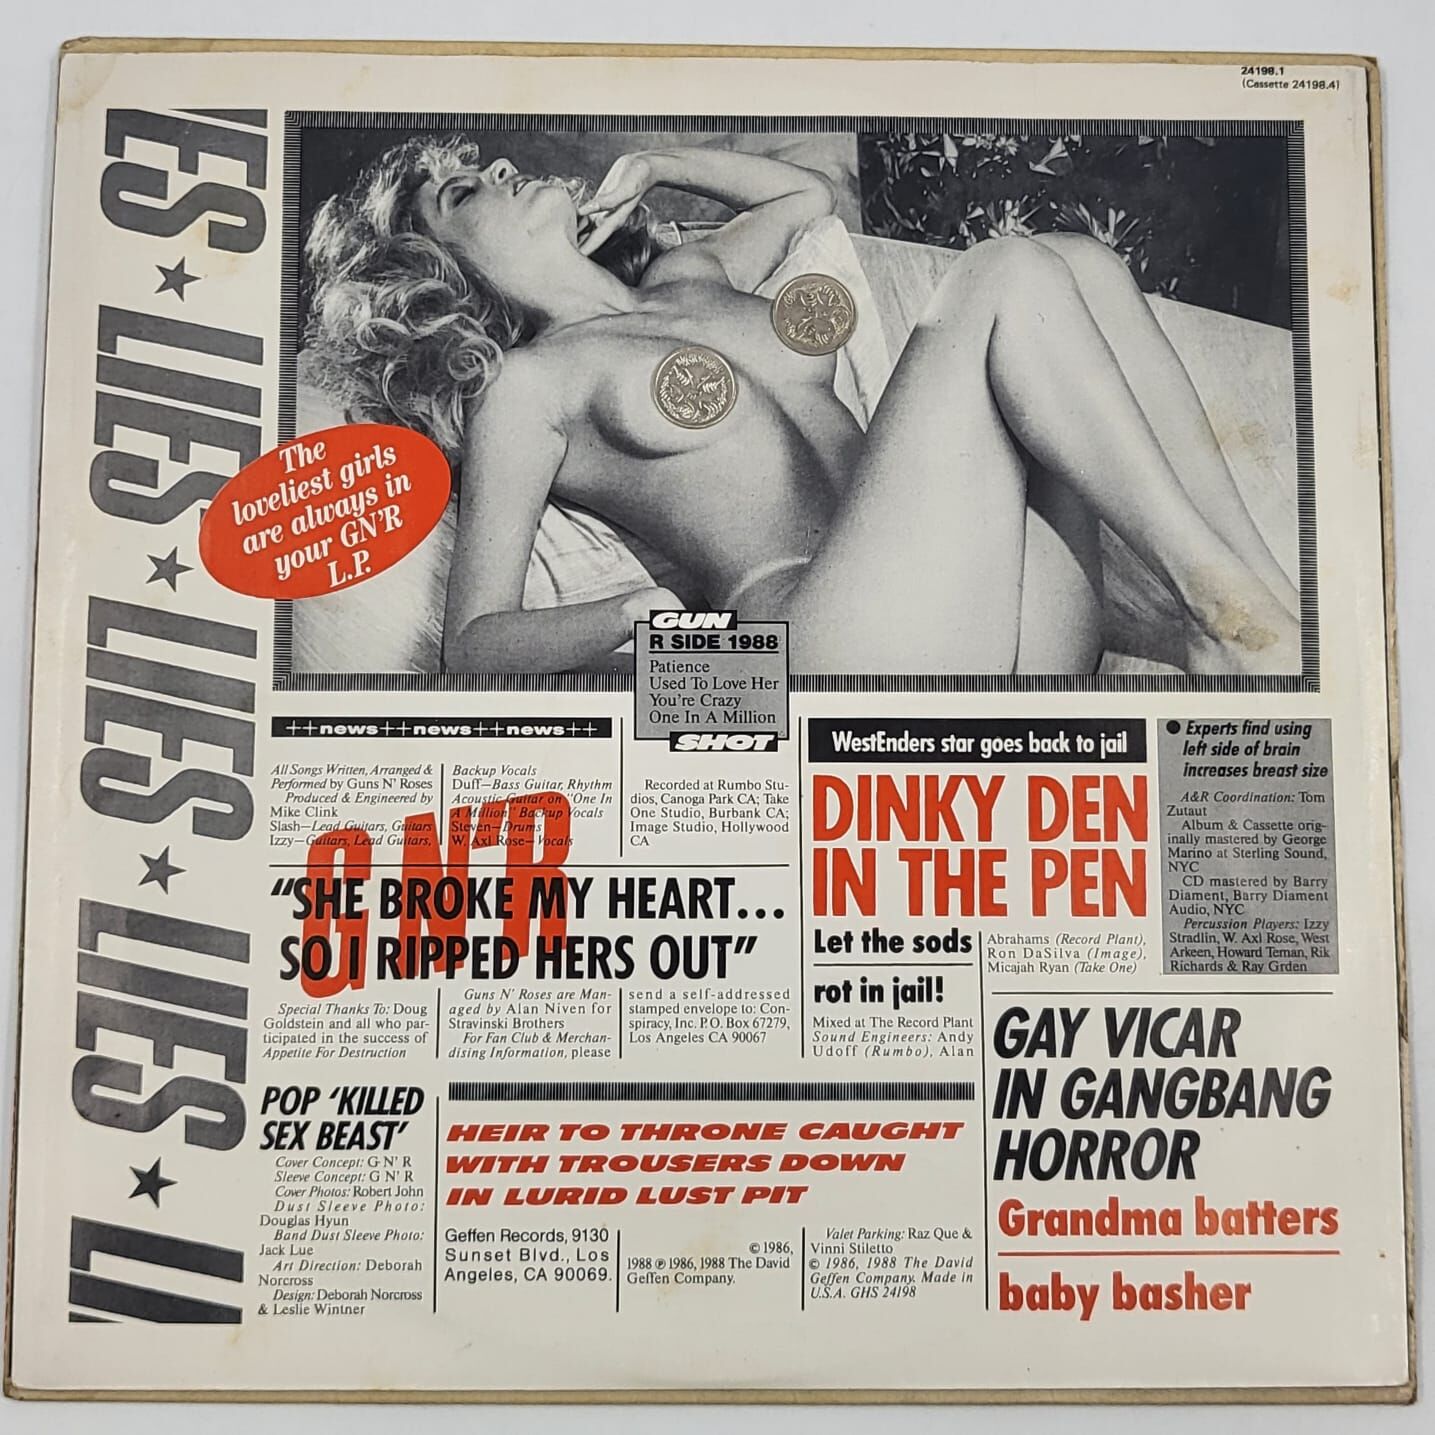 24198.1
(Cassette 24198.4)
ES ★ LIES ★ LIES ★ LIES ★ LI
The
loveliest girls
are always in
your GN'R
L.P.
GUN
R SIDE 1988
Patience
Used To Love Her
You're Crazy
One In A Million
SHOT
++news++news++news++
All Songs Written, Arranged &
Performed by Guns N' Roses
Produced & Engineered by
Mike Clink
Slash—Lead Guitars, Guitars
Izzy—Guitars, Lead Guitars,
Backup Vocals
Duff—Bass Guitar, Rhythm
Acoustic Guitar on "One In
A Million" Backup Vocals
Steven—Drums
W. Axl Rose—Vocals
Recorded at Rumbo Stu-
dios, Canoga Park CA; Take
One Studio, Burbank CA;
Image Studio, Hollywood
CA
GN'R
"SHE BROKE MY HEART...
SO I RIPPED HERS OUT"
Special Thanks To: Doug
Goldstein and all who par-
ticipated in the success of
Appetite For Destruction
Guns N' Roses are Man-
aged by Alan Niven for
Stravinski Brothers
For Fan Club & Merchan-
dising Information, please
send a self-addressed
stamped envelope to: Con-
spiracy, Inc. P.O. Box 67279,
Los Angeles CA 90067
WestEnders star goes back to jail
DINKY DEN
IN THE PEN
Let the sods
rot in jail!
Mixed at The Record Plant
Sound Engineers: Andy
Udoff (Rumbo), Alan
Abrahams (Record Plant),
Ron DaSilva (Image),
Micajah Ryan (Take One)
● Experts find using
left side of brain
increases breast size
A&R Coordination: Tom
Zutaut
Album & Cassette orig-
inally mastered by George
Marino at Sterling Sound,
NYC
CD mastered by Barry
Diament, Barry Diament
Audio, NYC
Percussion Players: Izzy
Stradlin, W. Axl Rose, West
Arkeen, Howard Teman, Rik
Richards & Ray Grden
POP 'KILLED
SEX BEAST'
Cover Concept: G N' R
Sleeve Concept: G N' R
Cover Photos: Robert John
Dust Sleeve Photo:
Douglas Hyun
Band Dust Sleeve Photo:
Jack Lue
Art Direction: Deborah
Norcross
Design: Deborah Norcross
& Leslie Wintner
HEIR TO THRONE CAUGHT
WITH TROUSERS DOWN
IN LURID LUST PIT
Geffen Records, 9130
Sunset Blvd., Los
Angeles, CA 90069.
© 1986,
1988 ℗ 1986, 1988 The David
Geffen Company.
Valet Parking: Raz Que &
Vinni Stiletto
© 1986, 1988 The David
Geffen Company. Made in
U.S.A. GHS 24198
GAY VICAR
IN GANGBANG
HORROR
Grandma batters
baby basher